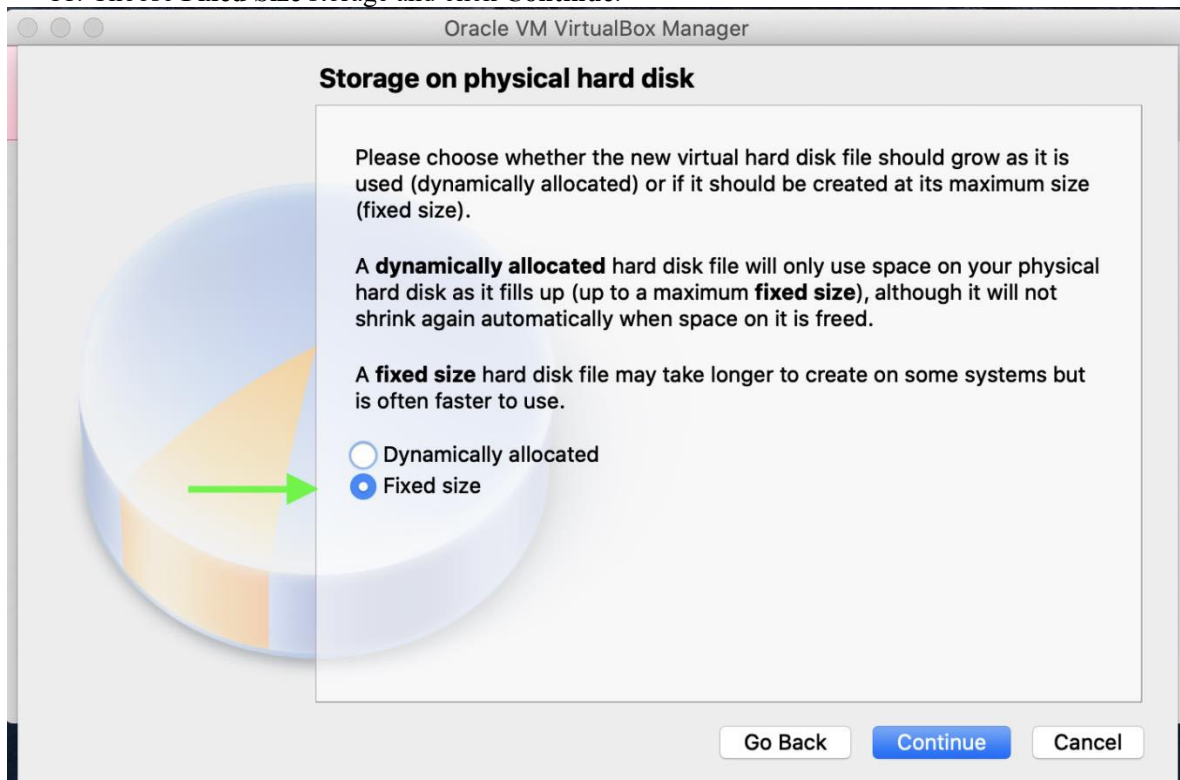 Oracle VM VirtualBox Manager
Storage on physical hard disk
Please choose whether the new virtual hard disk file should grow as it is
used (dynamically allocated) or if it should be created at its maximum size
(fixed size).
A dynamically allocated hard disk file will only use space on your physical
hard disk as it fills up (up to a maximum fixed size), although it will not
shrink again automatically when space on it is freed.
A fixed size hard disk file may take longer to create on some systems but
is often faster to use.
Dynamically allocated
Fixed size
Go Back Continue Cancel